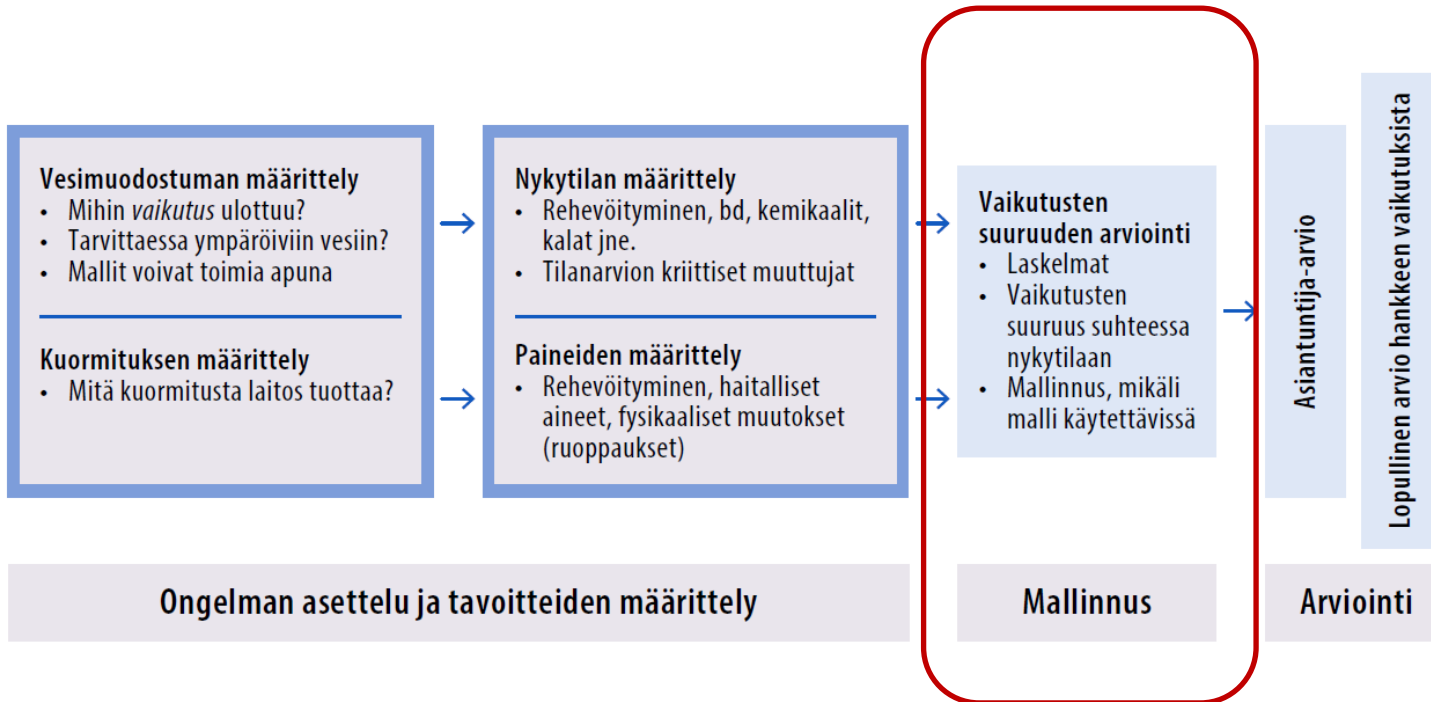 Vesimuodostuman määrittely
• Mihin vaikutus ulottuu?
• Tarvittaessa ympäröiviin vesiin?
• Mallit voivat toimia apuna
Kuormituksen määrittely
• Mitä kuormitusta laitos tuottaa?
Nykytilan määrittely
• Rehevöityminen, bd, kemikaalit,
kalat jne.
• Tilanarvion kriittiset muuttujat
Paineiden määrittely
• Rehevöityminen, haitalliset
aineet, fysikaaliset muutokset
(ruoppaukset)
Vaikutusten
suuruuden arviointi
• Laskelmat
• Vaikutusten
suuruus suhteessa
nykytilaan
• Mallinnus, mikäli
malli käytettävissä
Asiantuntija-arvio
Lopullinen arvio hankkeen vaikutuksista
Ongelman asettelu ja tavoitteiden määrittely
Mallinnus
Arviointi